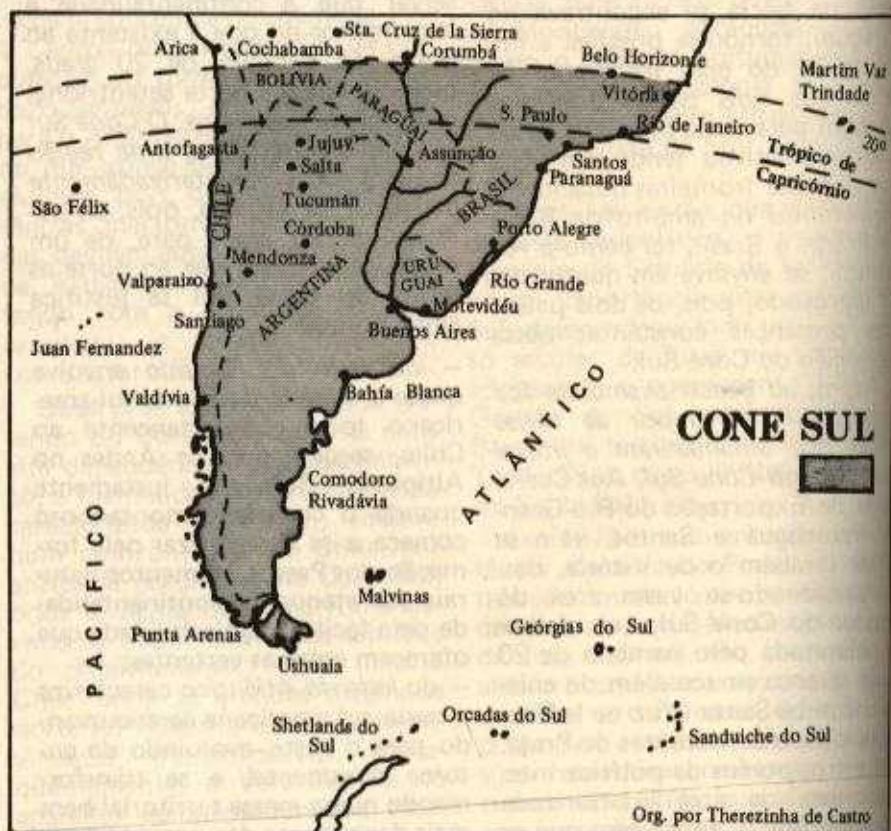 Sta. Cruz de la Sierra
Arica
Cochabamba
Corumbá
Belo Horizonte
Martim Vaz
Trindade
BOLÍVIA
Vitória
PARAGUAI
S. Paulo
Rio de Janeiro
20º
Antofagasta
Jujuy
Assunção
Santos
Trópico de
Capricórnio
Salta
Paranaguá
São Félix
CHILE
Tucumán
BRASIL
Córdoba
Porto Alegre
Mendonza
URU
GUAI
Valparaizo
ARGENTINA
Rio Grande
Santiago
Motevidéu
Buenos Aires
Juan Fernandez
Valdívia
Bahía Blanca
ATLÂNTICO
CONE SUL
Comodoro
Rivadávia
PACÍFICO
Malvinas
Punta Arenas
Geórgias do Sul
Ushuaia
Shetlands do
Sul
Orcadas do Sul
Sanduiche do Sul
Org. por Therezinha de Castro